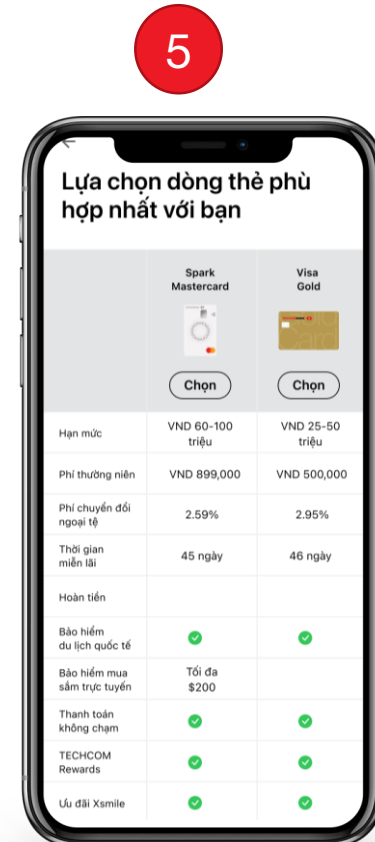 5
Lựa chọn dòng thẻ phù
hợp nhất với bạn
Spark
Mastercard
Visa
Gold
Chọn
Chọn
Hạn mức
VND 60-100
triệu
VND 25-50
triệu
Phí thường niên
VND 899,000
VND 500,000
Phí chuyển đổi
ngoại tệ
2.59%
2.95%
Thời gian
miễn lãi
45 ngày
46 ngày
Hoàn tiền
Bảo hiểm
du lịch quốc tế
Bảo hiểm mua
sắm trực tuyến
Tối đa
$200
Thanh toán
không chạm
TECHCOM
Rewards
Ưu đãi Xsmile